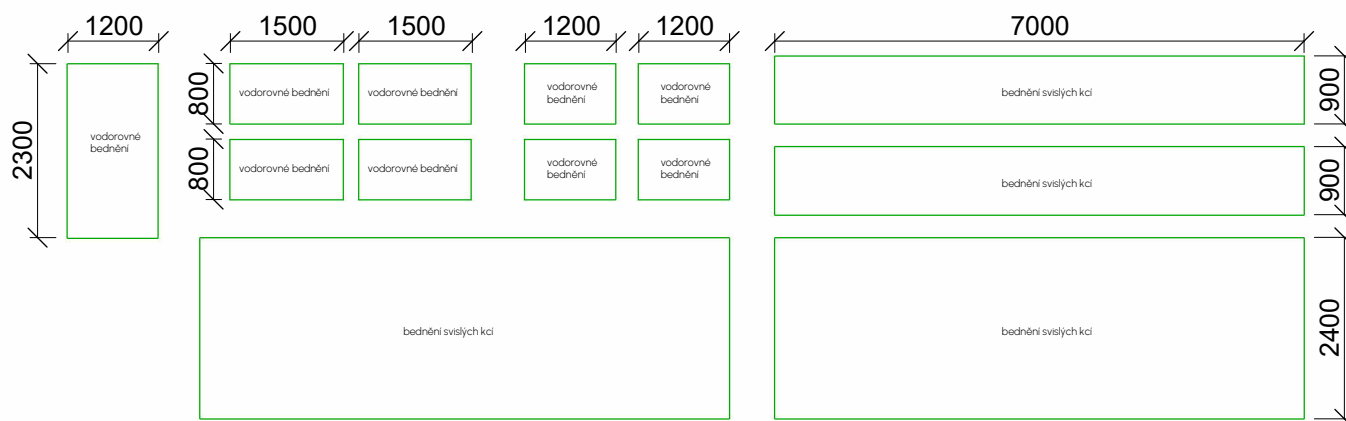 1200
1500
1500
1200
1200
7000
2300
800
800
900
900
2400
vodorovné
bednění
vodorovné bednění
vodorovné bednění
vodorovné
bednění
vodorovné
bednění
bednění svislých kcí
vodorovné bednění
vodorovné bednění
vodorovné
bednění
vodorovné
bednění
bednění svislých kcí
bednění svislých kcí
bednění svislých kcí